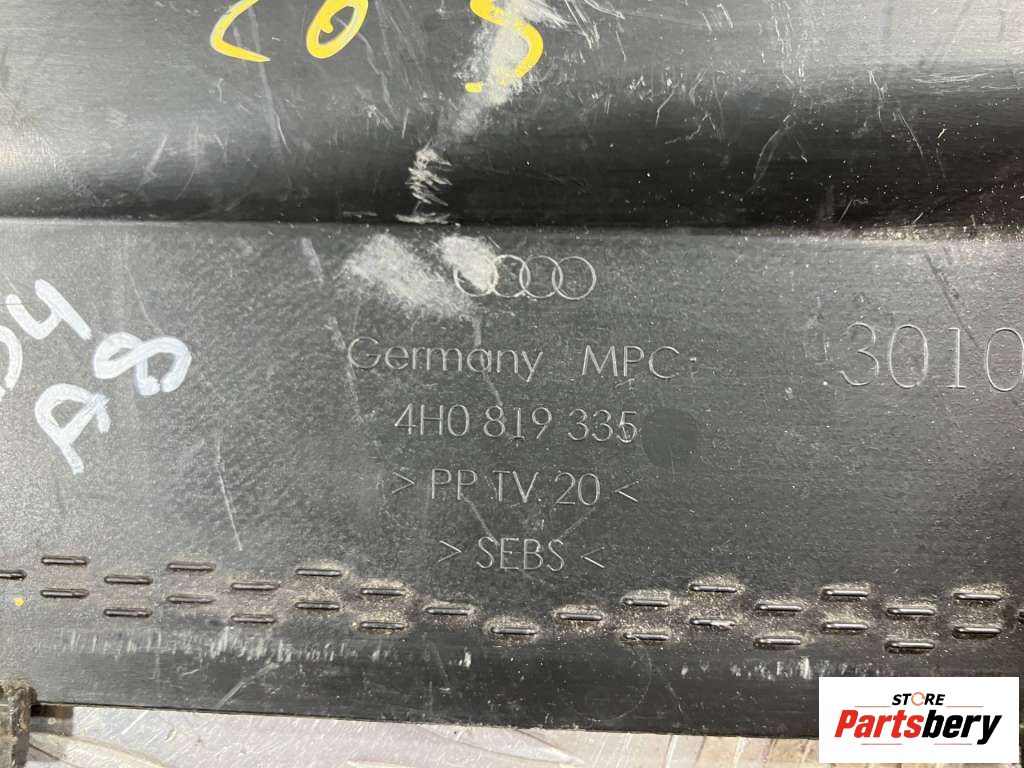 Germany MPC
3010
4H0 819 335
> PP TV 20 <
> SEBS <
A8
STORE
Partsbery